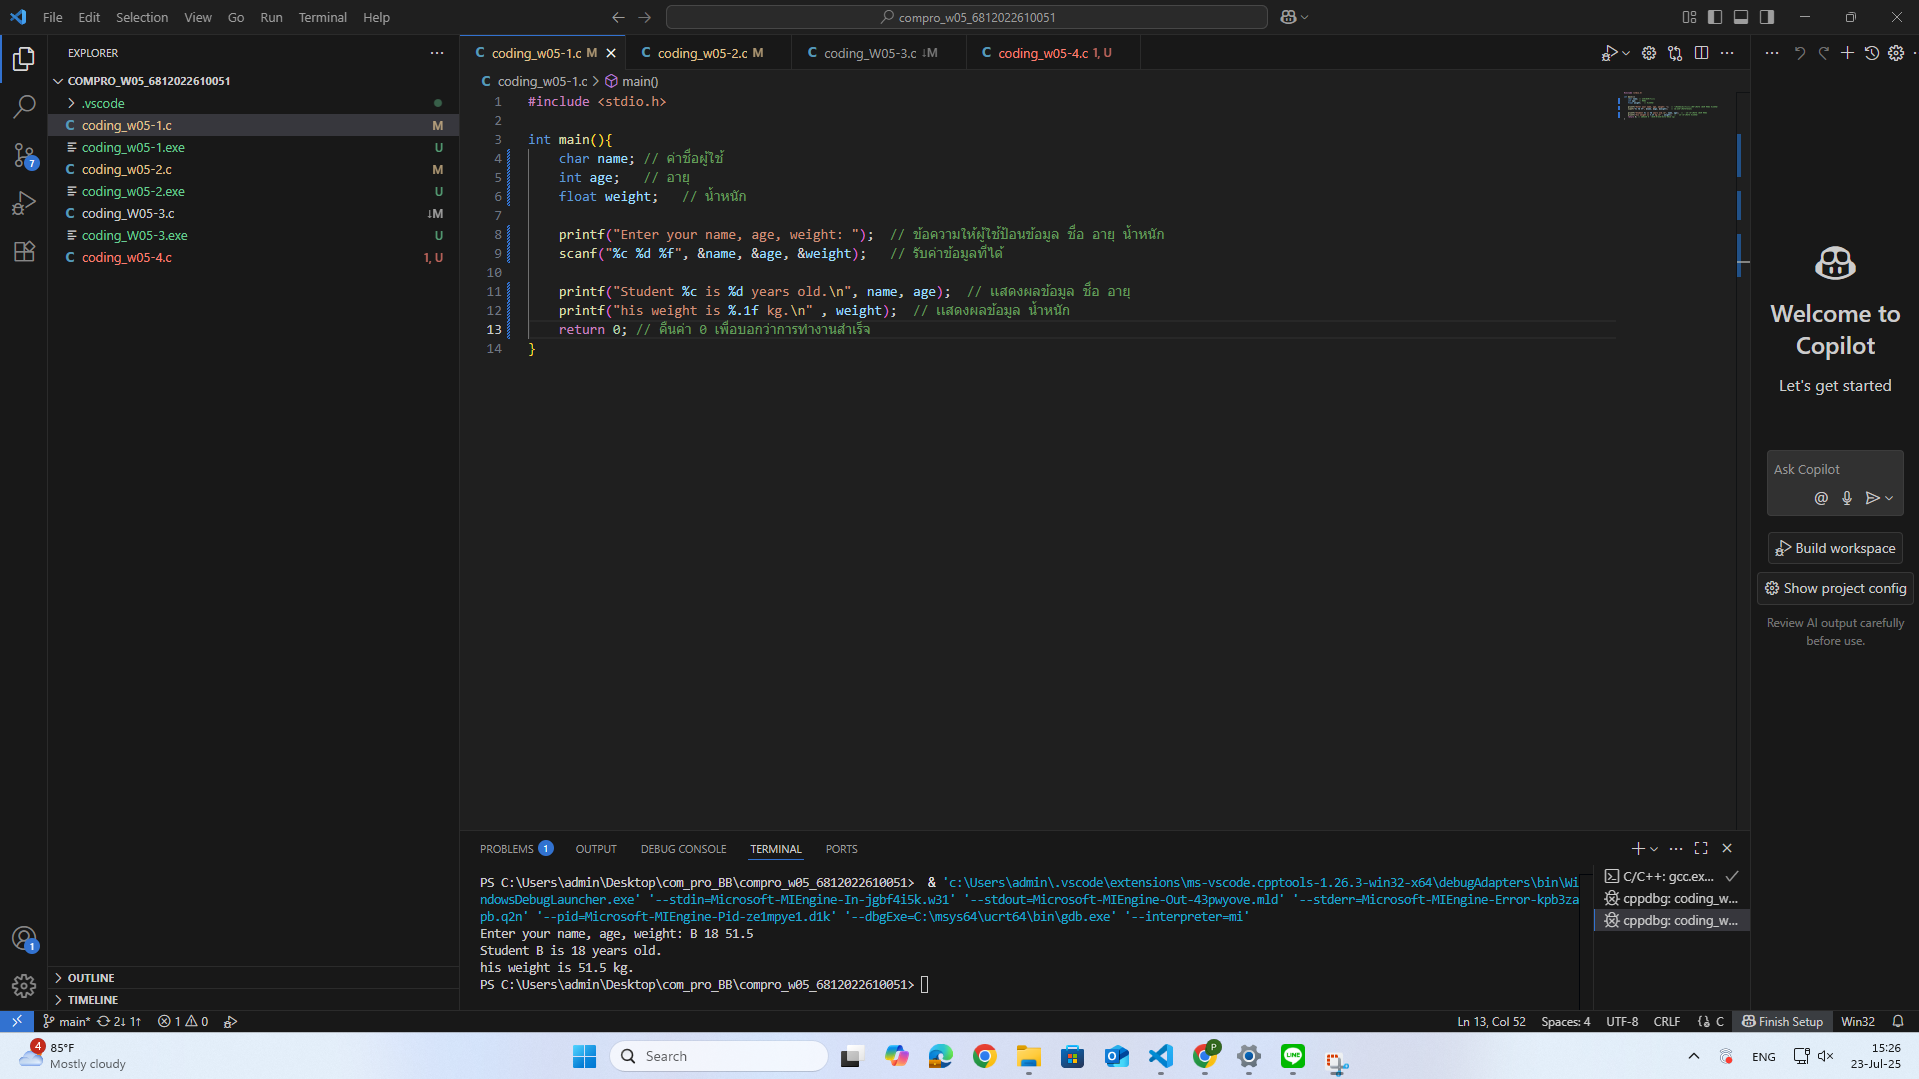 File Edit Selection View Go Run Terminal Help
compro_w05_6812022610051
EXPLORER
COMPRO_W05_6812022610051
.vscode
coding_w05-1.c M
coding_w05-1.exe U
coding_w05-2.c M
coding_w05-2.exe U
coding_W05-3.c ↓M
coding_W05-3.exe U
coding_w05-4.c 1, U
7
1
OUTLINE
TIMELINE
C coding_w05-1.c M
C coding_w05-2.c M
C coding_W05-3.c ↓M
C coding_w05-4.c 1, U
C coding_w05-1.c > main()
1 #include <stdio.h>
2
3 int main(){
4 char name; // ค่าชื่อผู้ใช้
5 int age; // อายุ
6 float weight; // น้ำหนัก
7
8 printf("Enter your name, age, weight: "); // ข้อความให้ผู้ใช้ป้อนข้อมูล ชื่อ อายุ น้ำหนัก
9 scanf("%c %d %f", &name, &age, &weight); // รับค่าข้อมูลที่ได้
10
11 printf("Student %c is %d years old.\n", name, age); // แสดงผลข้อมูล ชื่อ อายุ
12 printf("his weight is %.1f kg.\n" , weight); // แสดงผลข้อมูล น้ำหนัก
13 return 0; // คืนค่า 0 เพื่อบอกว่าการทำงานสำเร็จ
14 }
Welcome to
Copilot
Let's get started
Ask Copilot
Build workspace
Show project config
Review AI output carefully
before use.
PROBLEMS 1 OUTPUT DEBUG CONSOLE TERMINAL PORTS
PS C:\Users\admin\Desktop\com_pro_BB\compro_w05_6812022610051> & 'c:\Users\admin\.vscode\extensions\ms-vscode.cpptools-1.26.3-win32-x64\debugAdapters\bin\Wi
ndowsDebugLauncher.exe' '--stdin=Microsoft-MIEngine-In-jgbf4i5k.w31' '--stdout=Microsoft-MIEngine-Out-43pwyove.mld' '--stderr=Microsoft-MIEngine-Error-kpb3za
pb.q2n' '--pid=Microsoft-MIEngine-Pid-ze1mpye1.d1k' '--dbgExe=C:\msys64\ucrt64\bin\gdb.exe' '--interpreter=mi'
Enter your name, age, weight: B 18 51.5
Student B is 18 years old.
his weight is 51.5 kg.
PS C:\Users\admin\Desktop\com_pro_BB\compro_w05_6812022610051>
C/C++: gcc.ex...
cppdbg: coding_w...
cppdbg: coding_w...
main* 2↓ 1↑ 1 0
Ln 13, Col 52 Spaces: 4 UTF-8 CRLF {} C Finish Setup Win32
4
85°F
Mostly cloudy
Search
P
LINE
ENG
15:26
23-Jul-25